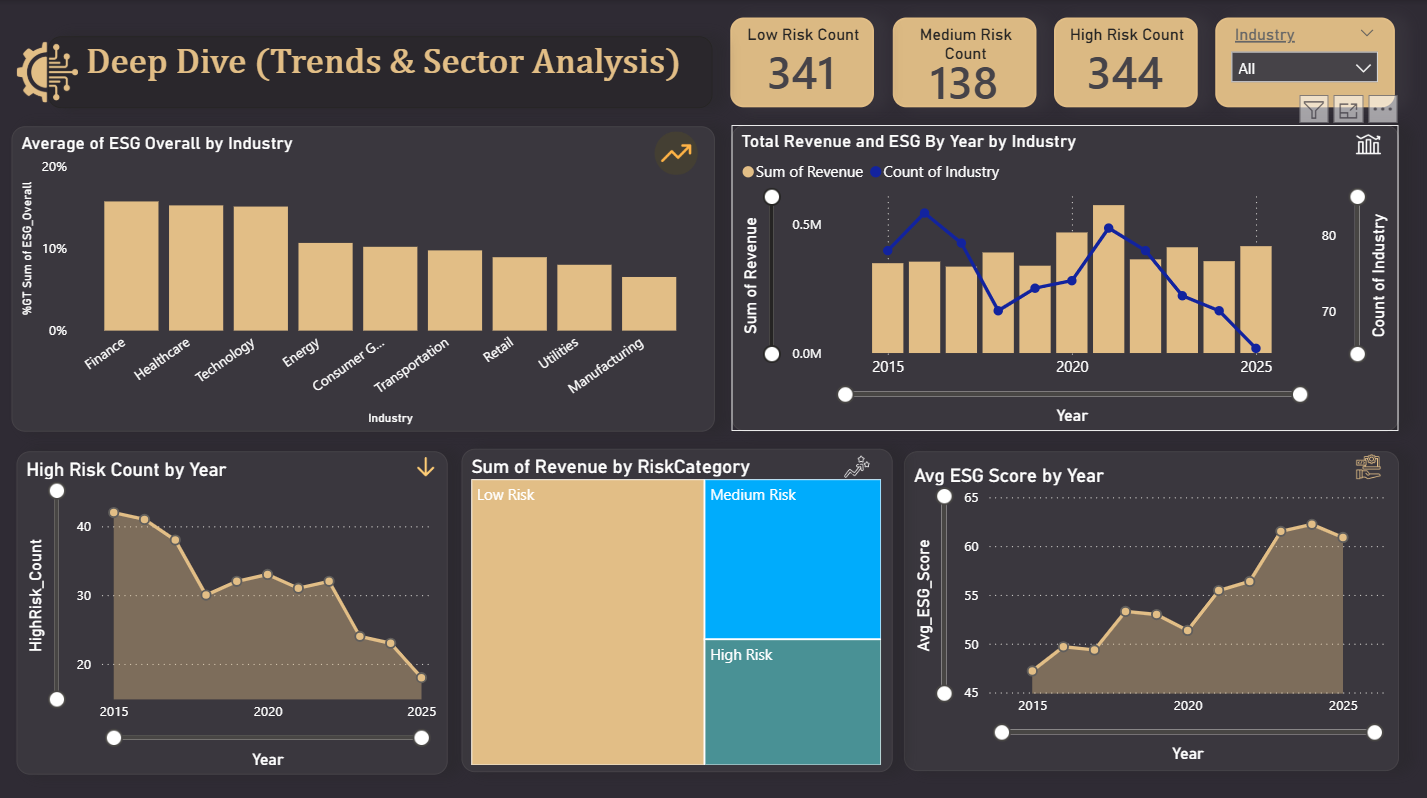 Deep Dive (Trends & Sector Analysis)
Low Risk Count
341
Medium Risk
Count
138
High Risk Count
344
Industry
All
Average of ESG Overall by Industry
%GT Sum of ESG_Overall
20%
10%
0%
Finance
Healthcare
Technology
Energy
Consumer G...
Transportation
Retail
Utilities
Manufacturing
Industry
Total Revenue and ESG By Year by Industry
Sum of Revenue
Count of Industry
Sum of Revenue
0.5M
0.0M
80
70
Count of Industry
2015
2020
2025
Year
High Risk Count by Year
HighRisk_Count
40
30
20
2015
2020
2025
Year
Sum of Revenue by RiskCategory
Low Risk
Medium Risk
High Risk
Avg ESG Score by Year
Avg_ESG_Score
65
60
55
50
45
2015
2020
2025
Year